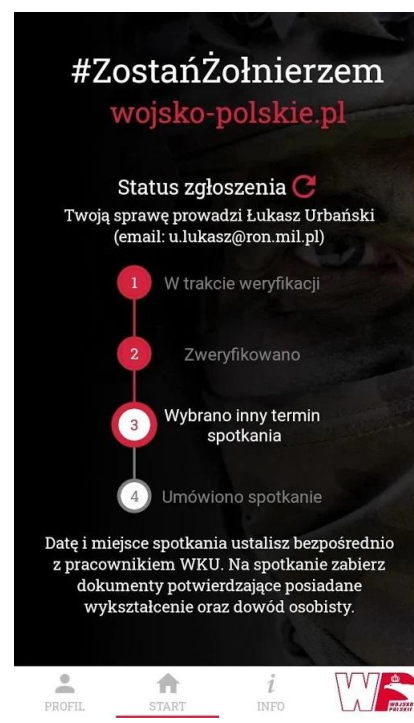 #ZostańŻołnierzem
wojsko-polskie.pl
Status zgłoszenia
Twoją sprawę prowadzi Łukasz Urbański
(email: u.lukasz@ron.mil.pl)
1 W trakcie weryfikacji
2 Zweryfikowano
3 Wybrano inny termin
spotkania
4 Umówiono spotkanie
Datę i miejsce spotkania ustalisz bezpośrednio
z pracownikiem WKU. Na spotkanie zabierz
dokumenty potwierdzające posiadane
wykształcenie oraz dowód osobisty.
PROFIL START INFO
WOJSKO
POLSKIE